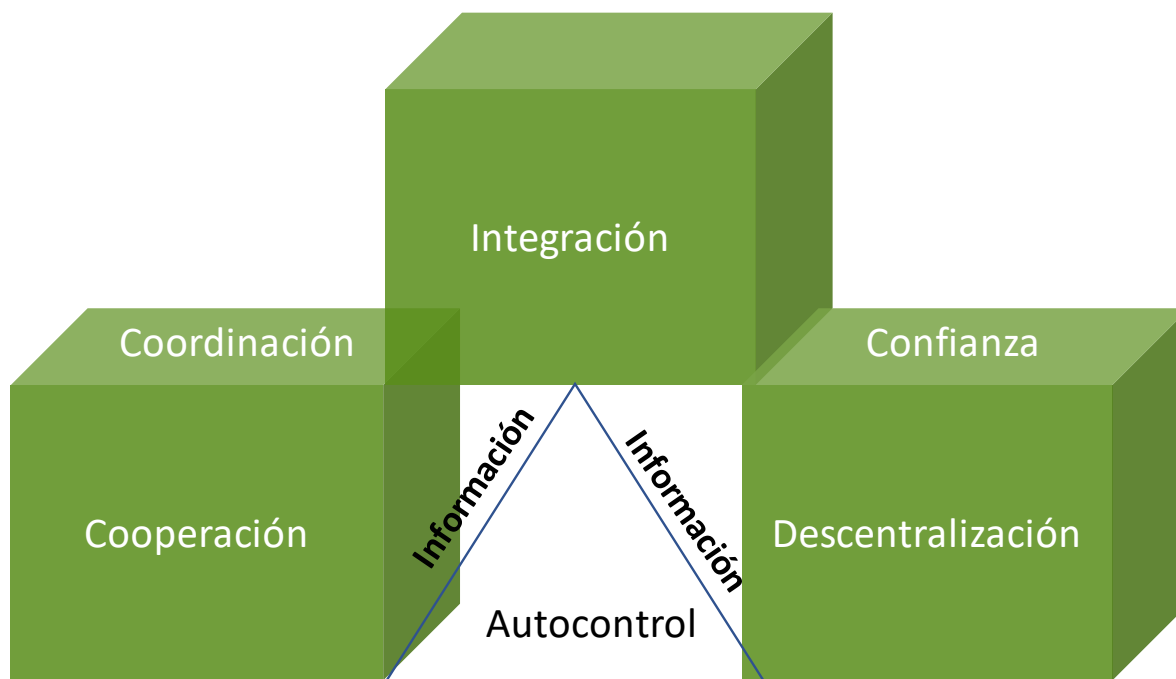 Integración
Coordinación
Confianza
Información
Información
Cooperación
Descentralización
Autocontrol